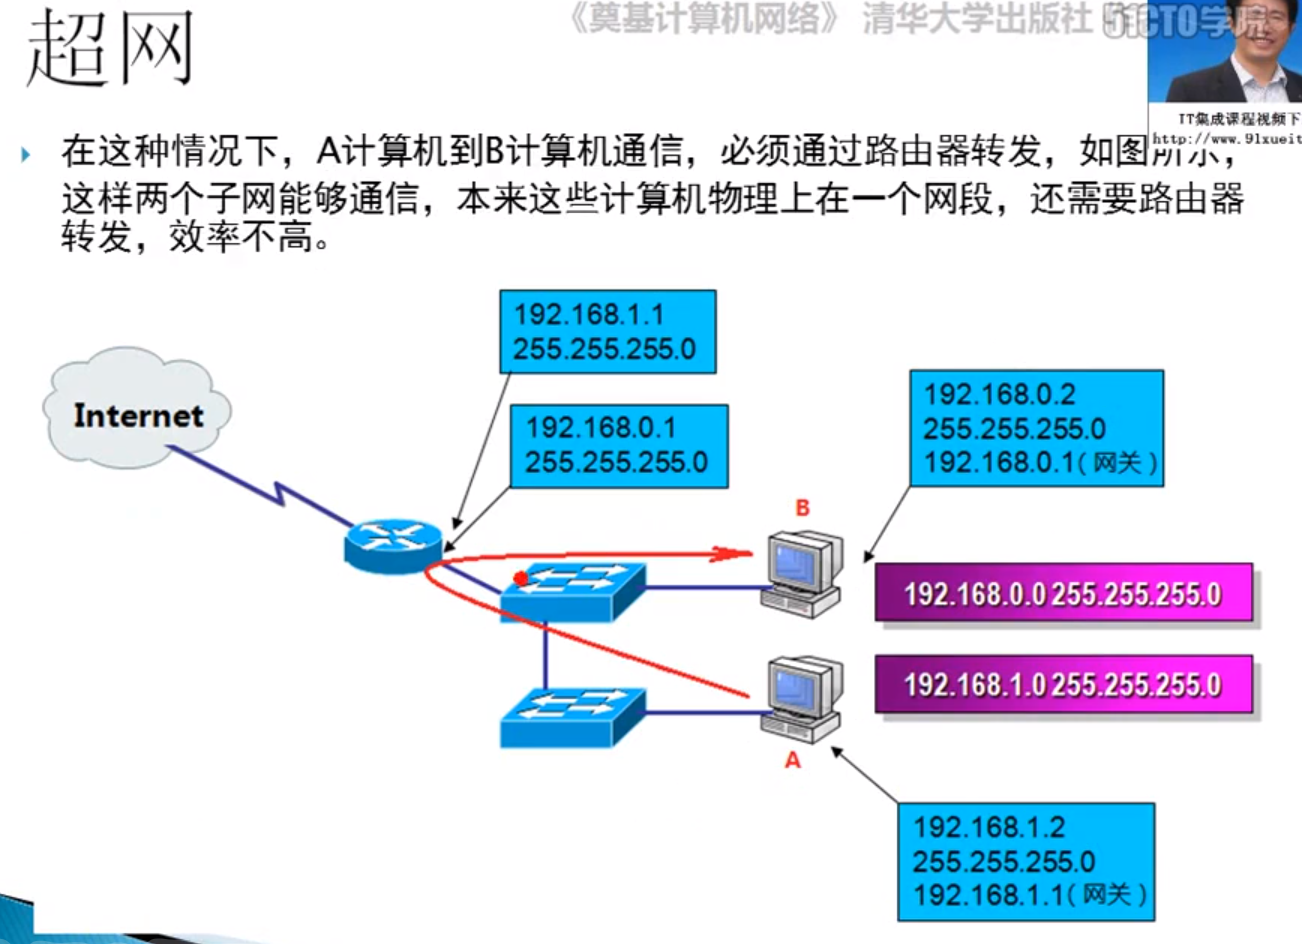 《奠基计算机网络》 清华大学出版社
51CTO学院
超网
IT集成课程视频下
http://www.91xueit
在这种情况下，A计算机到B计算机通信，必须通过路由器转发，如图所示，
这样两个子网能够通信，本来这些计算机物理上在一个网段，还需要路由器
转发，效率不高。
192.168.1.1
255.255.255.0
192.168.0.1
255.255.255.0
192.168.0.2
255.255.255.0
192.168.0.1（网关）
Internet
B
192.168.0.0 255.255.255.0
192.168.1.0 255.255.255.0
A
192.168.1.2
255.255.255.0
192.168.1.1（网关）